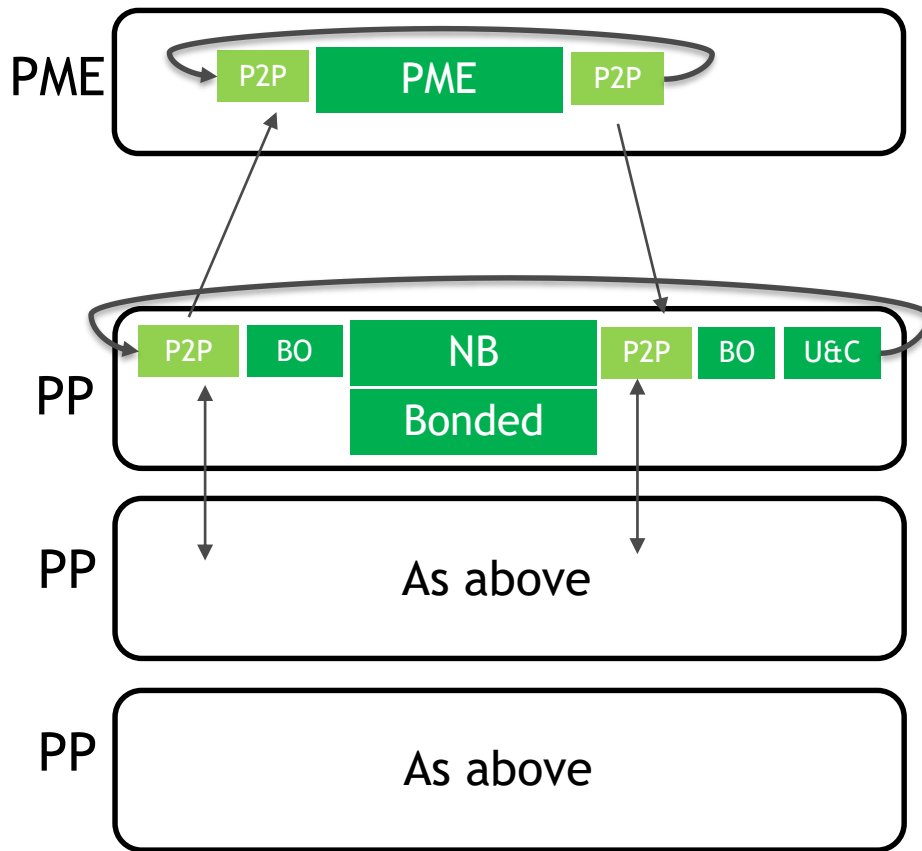 PME
P2P
PME
P2P
PP
P2P
BO
NB
P2P
BO
U&C
Bonded
PP
As above
PP
As above